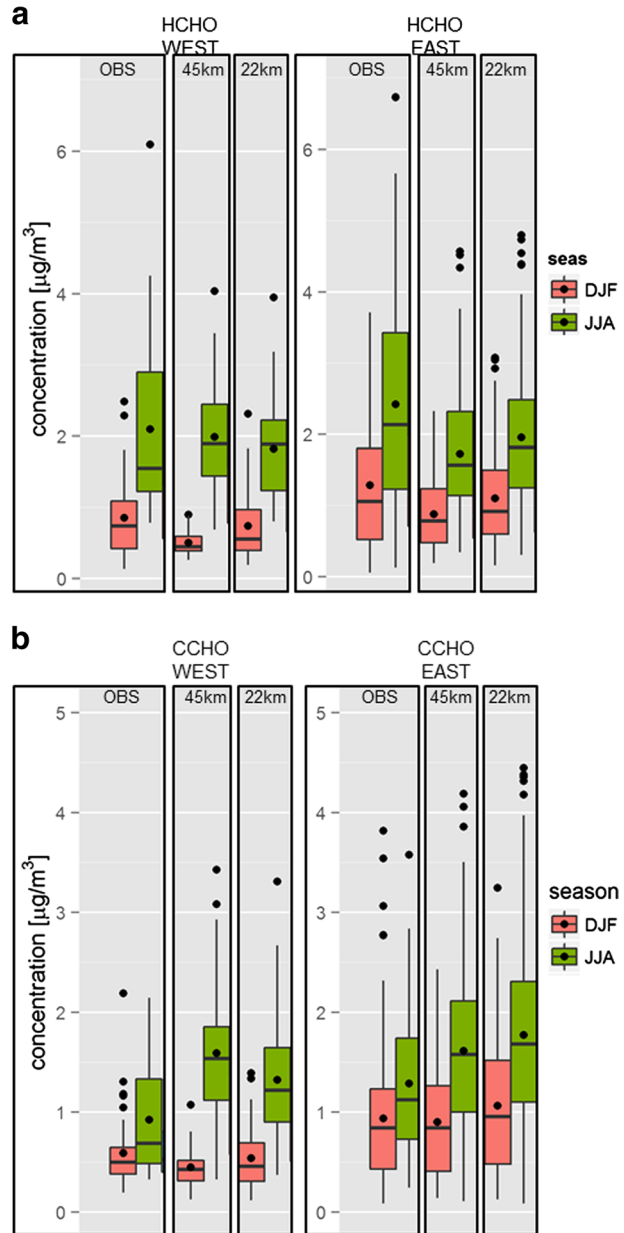 a
HCHO
WEST
HCHO
EAST
OBS
45km
22km
OBS
45km
22km
6
4
2
0
6
4
2
0
concentration [µg/m³]
seas
DJF
JJA
b
CCHO
WEST
CCHO
EAST
OBS
45km
22km
OBS
45km
22km
5
4
3
2
1
0
5
4
3
2
1
0
concentration [µg/m³]
season
DJF
JJA